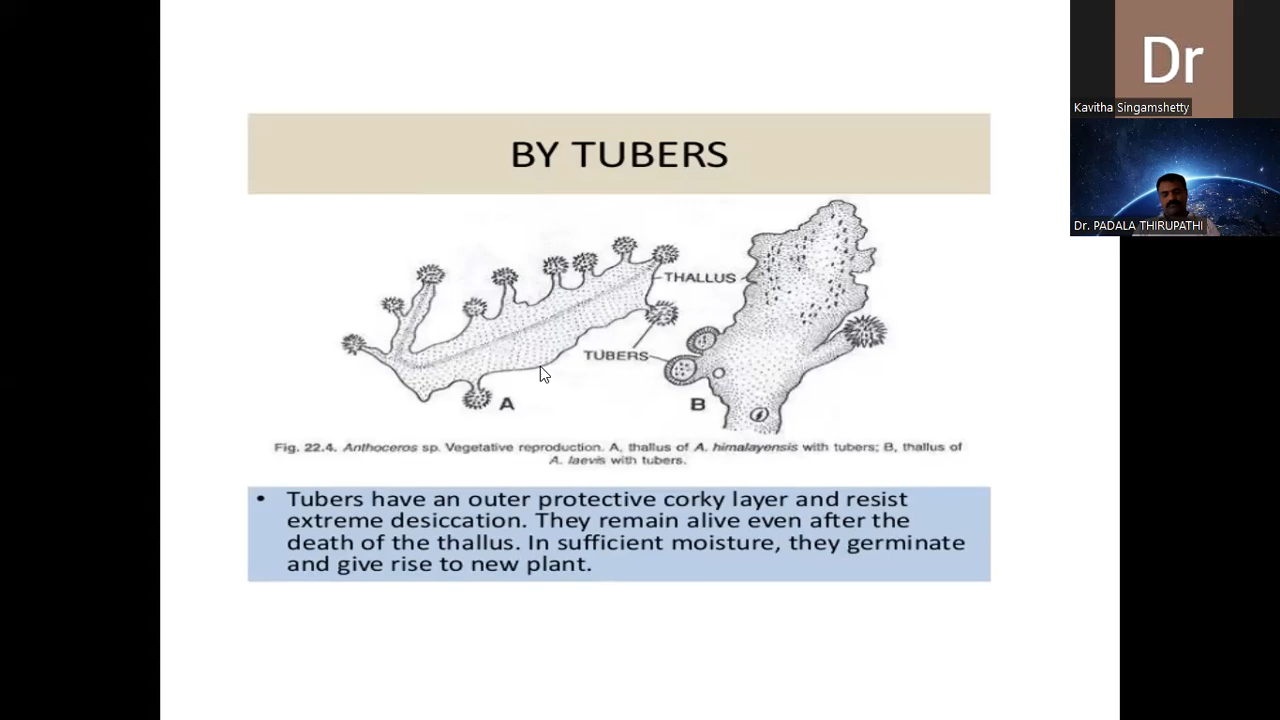 Dr
Kavitha Singamshetty
Dr. PADALA THIRUPATHI
BY TUBERS
THALLUS
TUBERS
A
B
Fig. 22.4. Anthoceros sp. Vegetative reproduction. A, thallus of A. himalayensis with tubers; B, thallus of
A. laevis with tubers.
• Tubers have an outer protective corky layer and resist
extreme desiccation. They remain alive even after the
death of the thallus. In sufficient moisture, they germinate
and give rise to new plant.